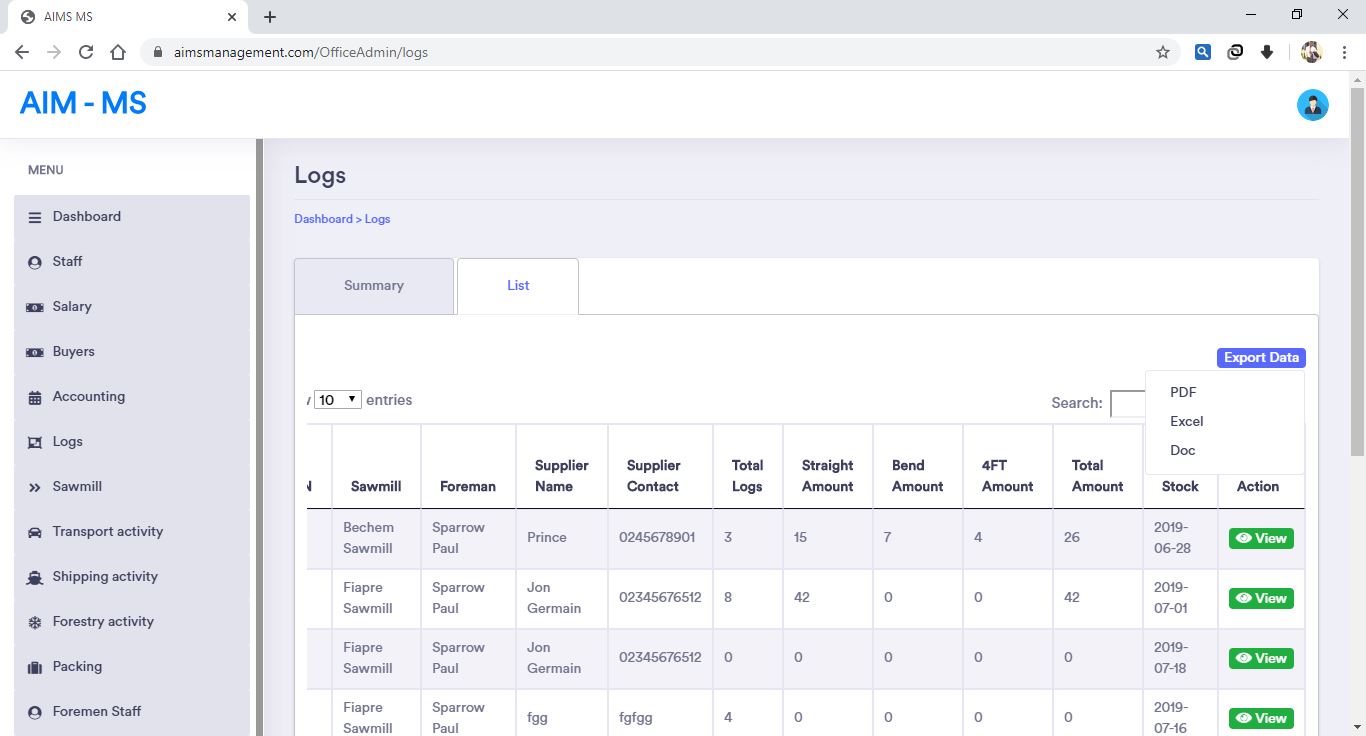 AIMS MS
aimsmanagement.com/OfficeAdmin/logs
AIM - MS
MENU
Dashboard
Staff
Salary
Buyers
Accounting
Logs
Sawmill
Transport activity
Shipping activity
Forestry activity
Packing
Foremen Staff
Logs
Dashboard > Logs
Summary
List
Export Data
PDF
Excel
Doc
10 entries
Search:
Sawmill
Foreman
Supplier
Name
Supplier
Contact
Total
Logs
Straight
Amount
Bend
Amount
4FT
Amount
Total
Amount
Stock
Action
Bechem
Sawmill
Sparrow
Paul
Prince
0245678901
3
15
7
4
26
2019-
06-28
View
Fiapre
Sawmill
Sparrow
Paul
Jon
Germain
02345676512
8
42
0
0
42
2019-
07-01
View
Fiapre
Sawmill
Sparrow
Paul
Jon
Germain
02345676512
0
0
0
0
0
2019-
07-18
View
Fiapre
Sawmill
Sparrow
Paul
fgg
fgfgg
4
0
0
0
0
2019-
07-16
View